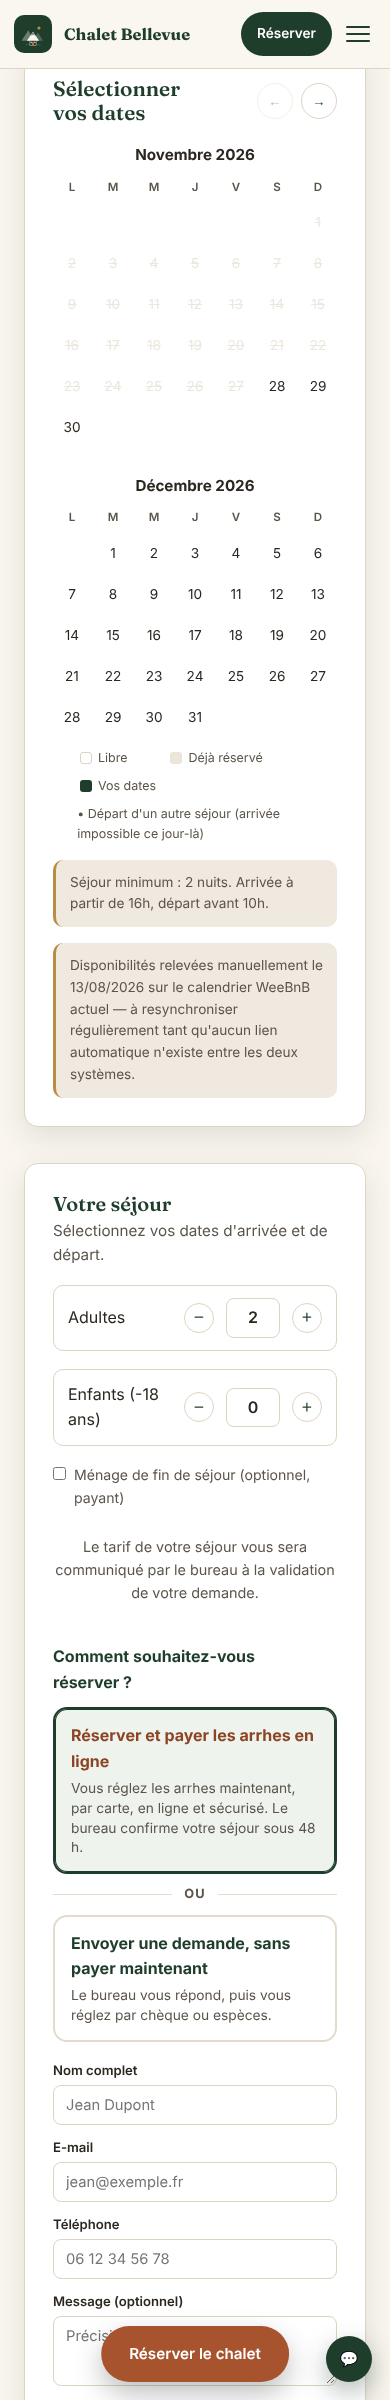 Chalet Bellevue
Réserver
Sélectionner
vos dates
← →
Novembre 2026
L M M J V S D
1
2 3 4 5 6 7 8
9 10 11 12 13 14 15
16 17 18 19 20 21 22
23 24 25 26 27 28 29
30
Décembre 2026
L M M J V S D
1 2 3 4 5 6
7 8 9 10 11 12 13
14 15 16 17 18 19 20
21 22 23 24 25 26 27
28 29 30 31
Libre
Déjà réservé
Vos dates
• Départ d'un autre séjour (arrivée
impossible ce jour-là)
Séjour minimum : 2 nuits. Arrivée à
partir de 16h, départ avant 10h.
Disponibilités relevées manuellement le
13/08/2026 sur le calendrier WeeBnB
actuel — à resynchroniser
régulièrement tant qu'aucun lien
automatique n'existe entre les deux
systèmes.
Votre séjour
Sélectionnez vos dates d'arrivée et de
départ.
Adultes − 2 +
Enfants (-18
ans)
− 0 +
Ménage de fin de séjour (optionnel,
payant)
Le tarif de votre séjour vous sera
communiqué par le bureau à la validation
de votre demande.
Comment souhaitez-vous
réserver ?
Réserver et payer les arrhes en
ligne
Vous réglez les arrhes maintenant,
par carte, en ligne et sécurisé. Le
bureau confirme votre séjour sous 48
h.
OU
Envoyer une demande, sans
payer maintenant
Le bureau vous répond, puis vous
réglez par chèque ou espèces.
Nom complet
Jean Dupont
E-mail
jean@exemple.fr
Téléphone
06 12 34 56 78
Message (optionnel)
Réserver le chalet